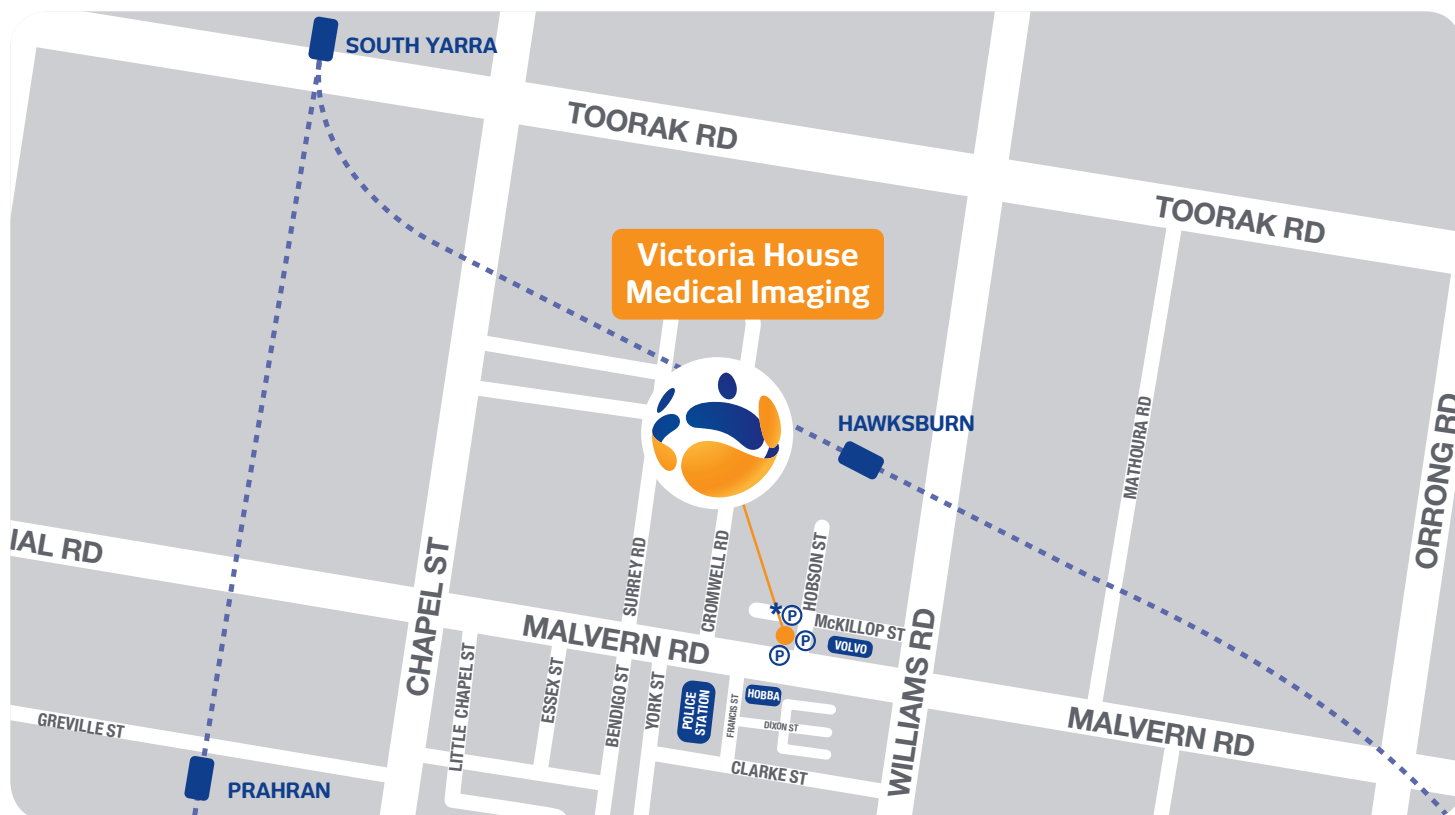 SOUTH YARRA
TOORAK RD
TOORAK RD
Victoria House
Medical Imaging
HAWKSBURN
MATHOURA RD
ORRONG RD
IAL RD
CHAPEL ST
SURREY RD
CROMWELL RD
HOBSON ST
*
P
McKILLOP ST
P
VOLVO
P
MALVERN RD
WILLIAMS RD
LITTLE CHAPEL ST
ESSEX ST
BENDIGO ST
YORK ST
POLICE
STATION
FRANCIS ST
HOBBA
DIXON ST
CLARKE ST
MALVERN RD
GREVILLE ST
PRAHRAN